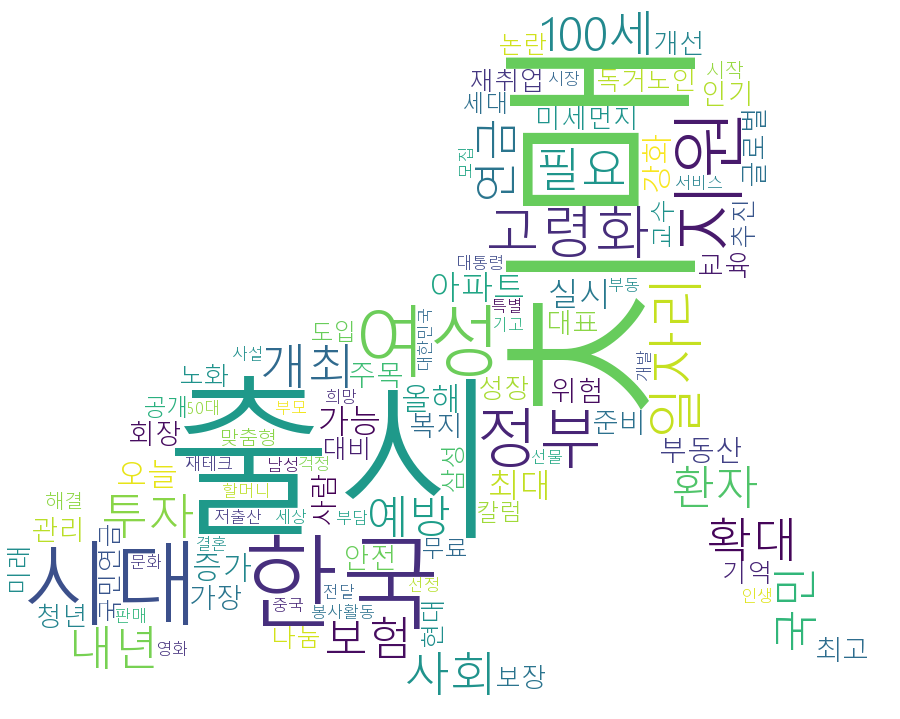 100세
개선
논란
재취업
시장
독거노인
시작
인기
세대
미세먼지
치매
지원
글로벌
연금
모집
필요
강화
서비스
고령화
교수
추진
교육
대통령
아파트
특별
실시
부동
기고
대표
일자리
여성
대한민국
도입
사설
개최
노화
주목
개발
희망
올해
성장
위험
준비
공개
50대
부모
출시
가능
복지
정부
부동산
회장
맞춤형
대비
삼성
선물
재테크
남성
걱정
오늘
할머니
사람
최대
환자
해결
투자
저출산
세상
부담
예방
칼럼
관리
국민연금
결혼
안전
무료
확대
미래
시대
문화
증가
한국
선정
기억
청년
판매
가장
중국
전달
봉사활동
현대
인생
국민
내년
영화
나눔
보험
최고
사회
보장